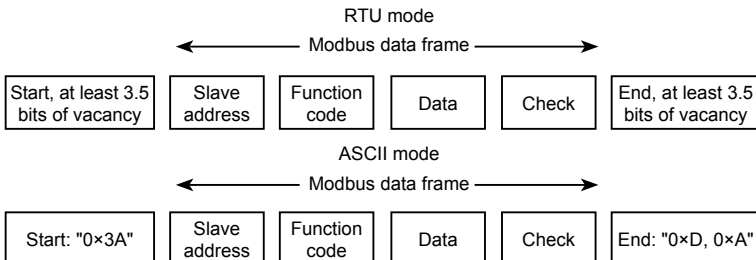 RTU mode
Modbus data frame
Start, at least 3.5
bits of vacancy
Slave
address
Function
code
Data
Check
End, at least 3.5
bits of vacancy
ASCII mode
Modbus data frame
Start: "0×3A"
Slave
address
Function
code
Data
Check
End: "0×D, 0×A"